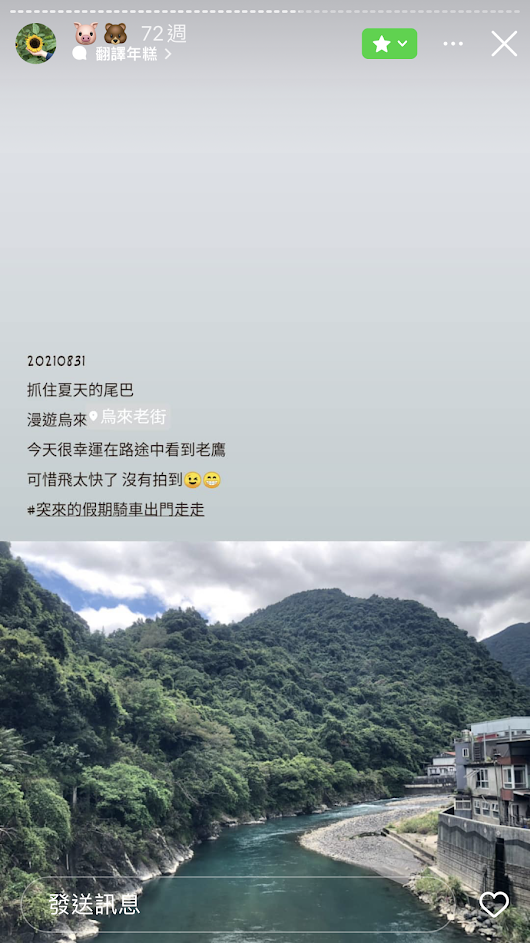 🐷🐻 72週
翻譯年糕
20210831
抓住夏天的尾巴
漫遊烏來 烏來老街
今天很幸運在路途中看到老鷹
可惜飛太快了 沒有拍到😉😁
#突來的假期騎車出門走走
發送訊息